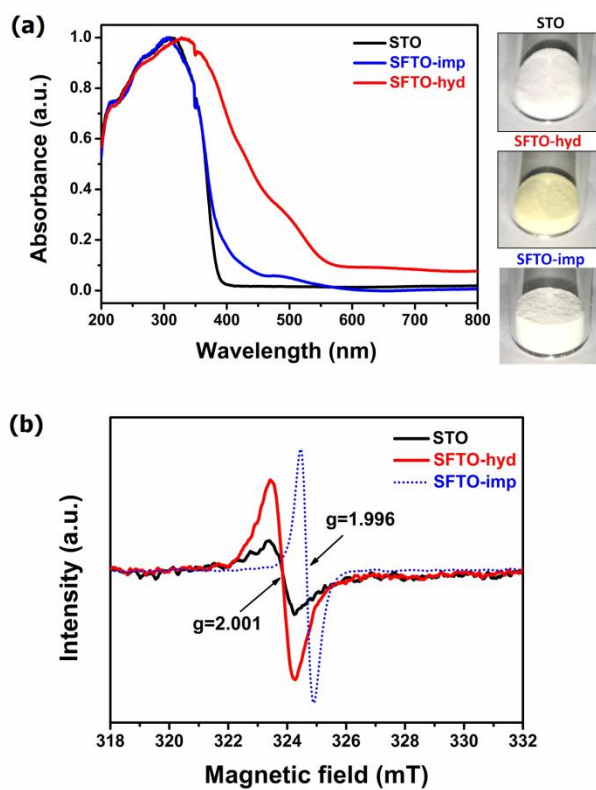 (a)
STO
SFTO-imp
SFTO-hyd
Absorbance (a.u.)
1.0
0.8
0.6
0.4
0.2
0.0
200 300 400 500 600 700 800
Wavelength (nm)
STO
SFTO-hyd
SFTO-imp
(b)
STO
SFTO-hyd
SFTO-imp
g=1.996
g=2.001
Intensity (a.u.)
318 320 322 324 326 328 330 332
Magnetic field (mT)